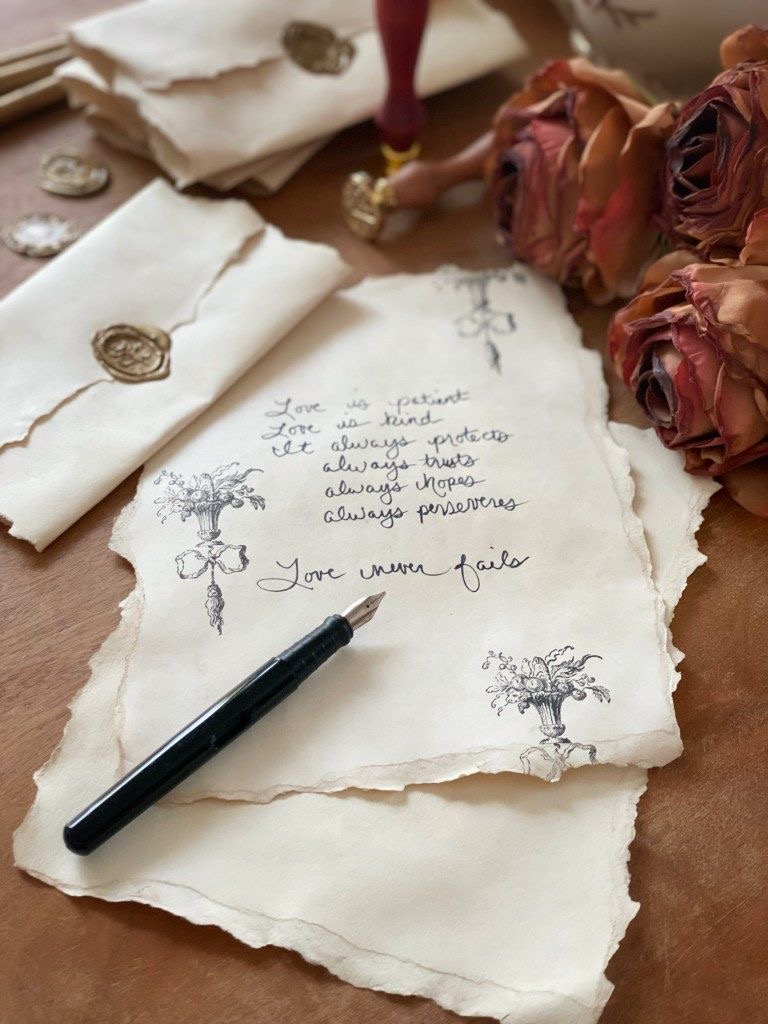 Love is patient
Love is kind
It always protects
always trusts
always hopes
always perseveres
Love never fails